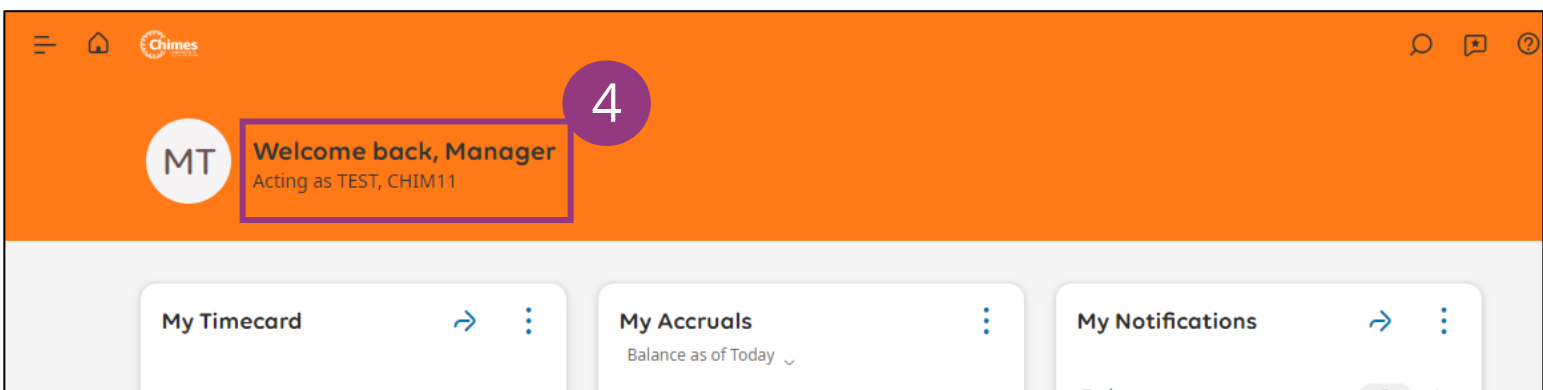 Chimes
4
MT
Welcome back, Manager
Acting as TEST, CHIM11
My Timecard
My Accruals
My Notifications
Balance as of Today